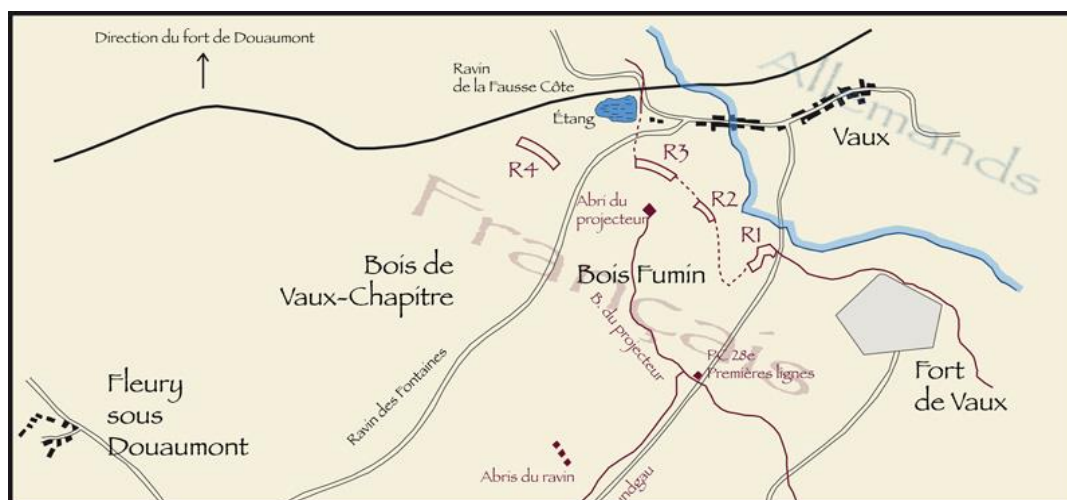 Direction du fort de Douaumont
Ravin
de la Fausse Côte
Étang
Allemands
Vaux
R4
R3
R2
R1
Abri du
projecteur
Français
Bois de
Vaux-Chapitre
Bois Fumin
B. du projecteur
PC 28e
Premières lignes
Fort
de Vaux
Fleury
sous
Douaumont
Ravin des Fontaines
Abris du ravin
ndgau